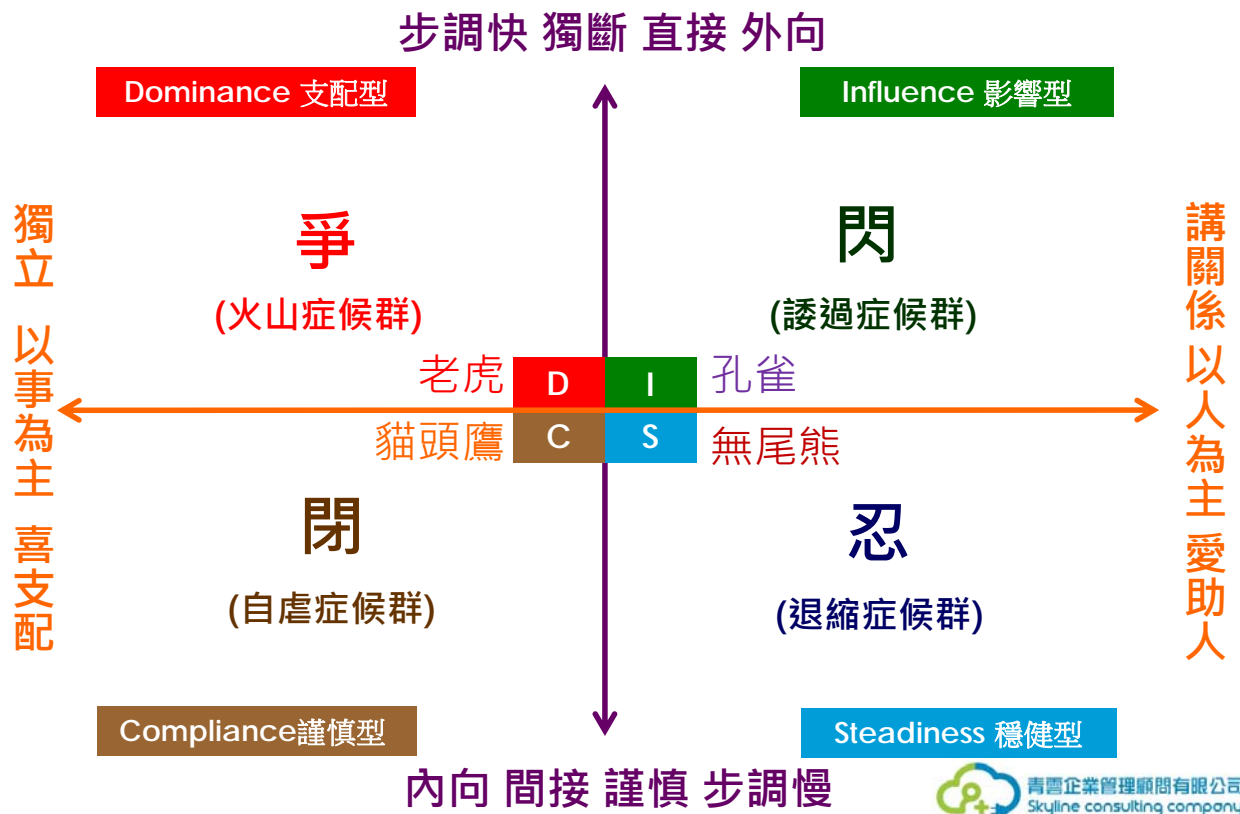 步調快 獨斷 直接 外向
Dominance 支配型
Influence 影響型
獨立 以事為主 喜支配
爭
(火山症候群)
閃
(諉過症候群)
講關係 以人為主 愛助人
老虎
D
I
孔雀
貓頭鷹
C
S
無尾熊
閉
(自虐症候群)
忍
(退縮症候群)
Compliance謹慎型
Steadiness 穩健型
內向 間接 謹慎 步調慢
青雲企業管理顧問有限公司
Skyline consulting company